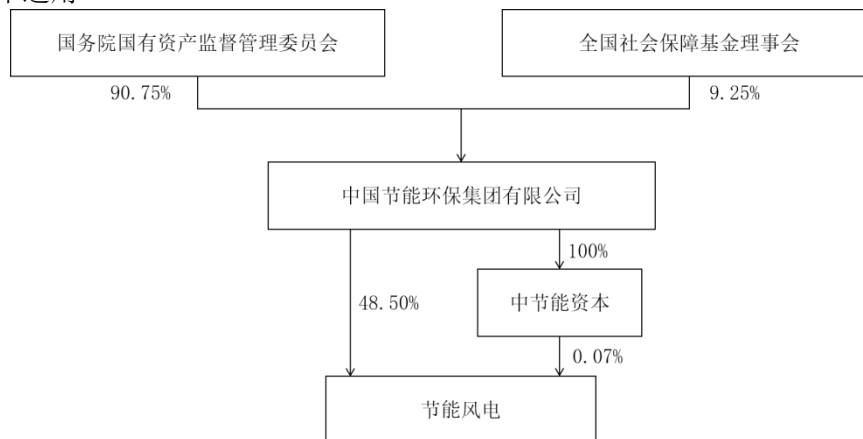 国务院国有资产监督管理委员会
全国社会保障基金理事会
90.75%
9.25%
中国节能环保集团有限公司
100%
48.50%
中节能资本
0.07%
节能风电